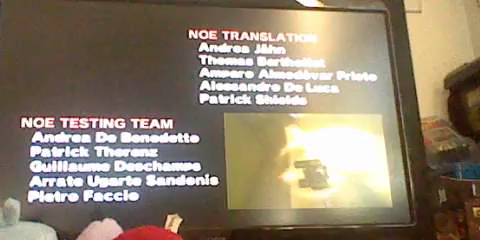 NOE TRANSLATION
Andrea Jähn
Thomas Barthollet
Amparo Almodóvar Prieto
Alessandro De Luca
Patrick Shields
NOE TESTING TEAM
Andrea De Benedetto
Patrick Therenz
Guillaume Deschamps
Arrate Ugarte Sandonis
Pietro Faccio